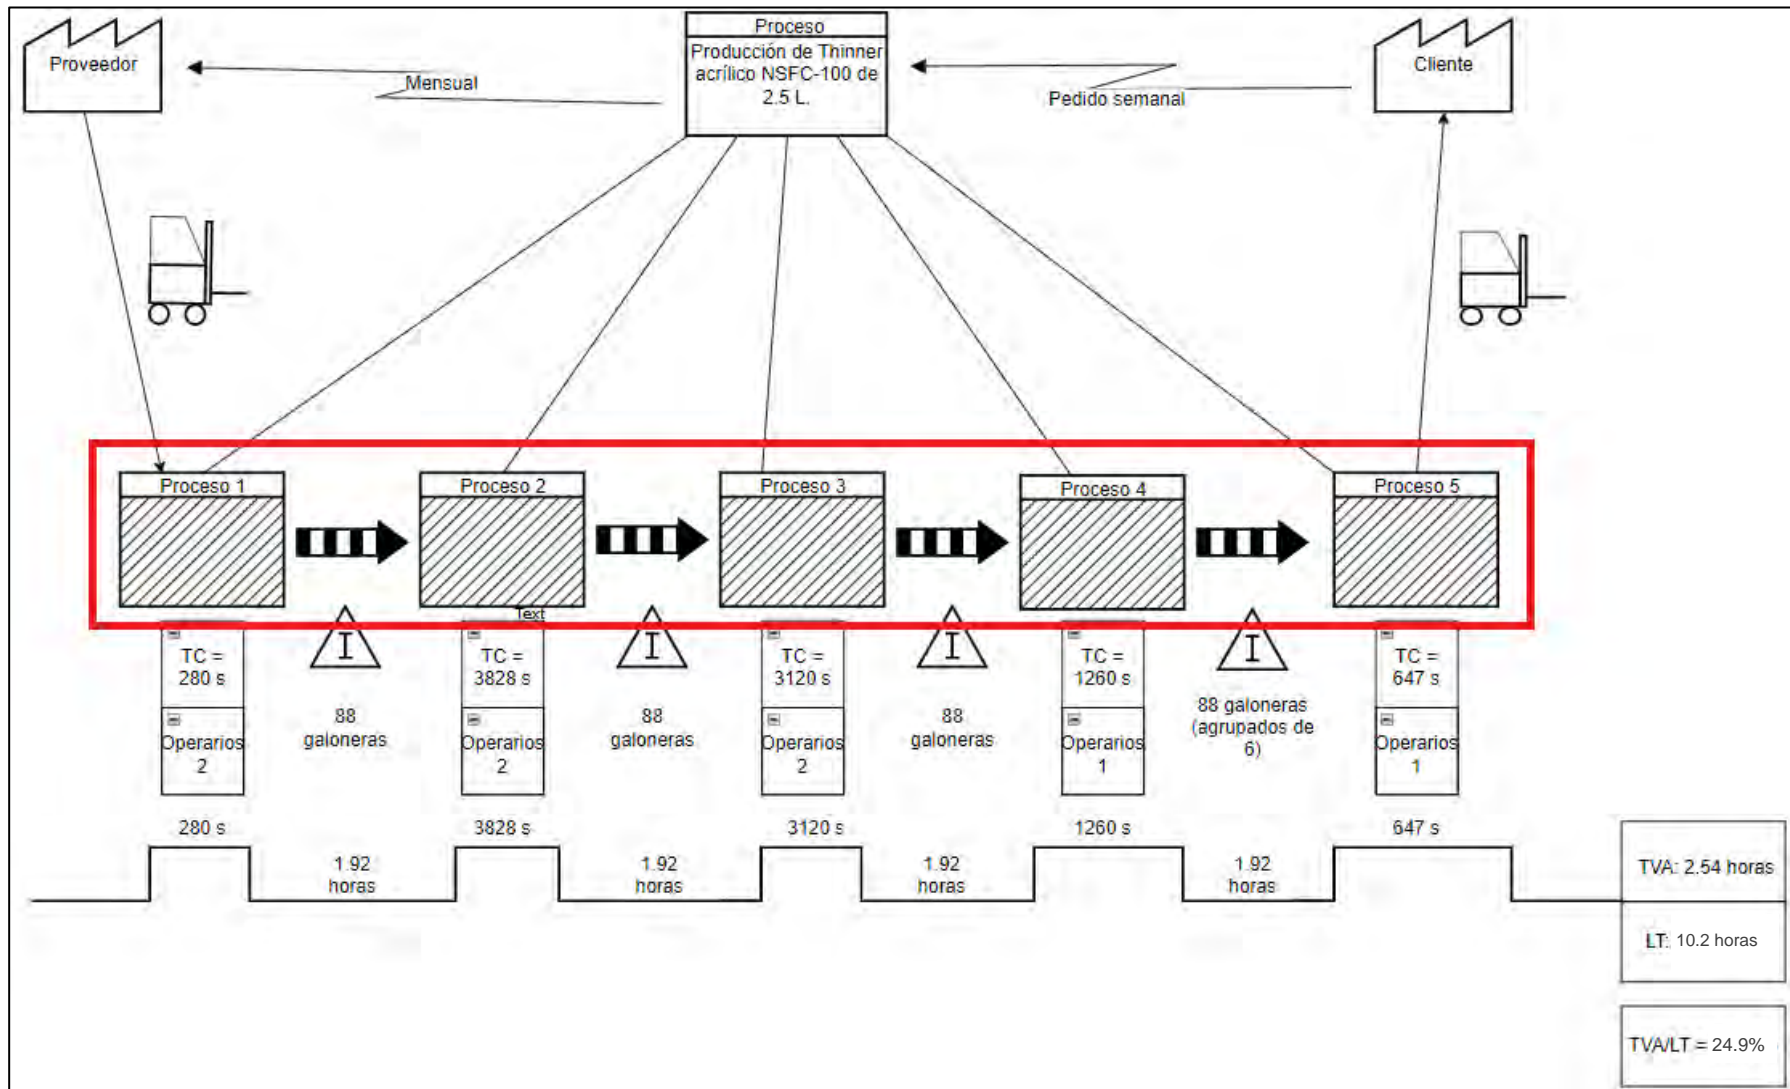 Proveedor
Mensual
Proceso
Producción de Thinner
acrílico NSFC-100 de
2.5 L.
Pedido semanal
Cliente
Proceso 1
Proceso 2
Proceso 3
Proceso 4
Proceso 5
Text
TC =
280 s
Operarios
2
I
88
galoneras
TC =
3828 s
Operarios
2
I
88
galoneras
TC =
3120 s
Operarios
2
I
88
galoneras
TC =
1260 s
Operarios
1
I
88 galoneras
(agrupados de
6)
TC =
647 s
Operarios
1
280 s
1.92
horas
3828 s
1.92
horas
3120 s
1.92
horas
1260 s
1.92
horas
647 s
TVA: 2.54 horas
LT: 10.2 horas
TVA/LT = 24.9%